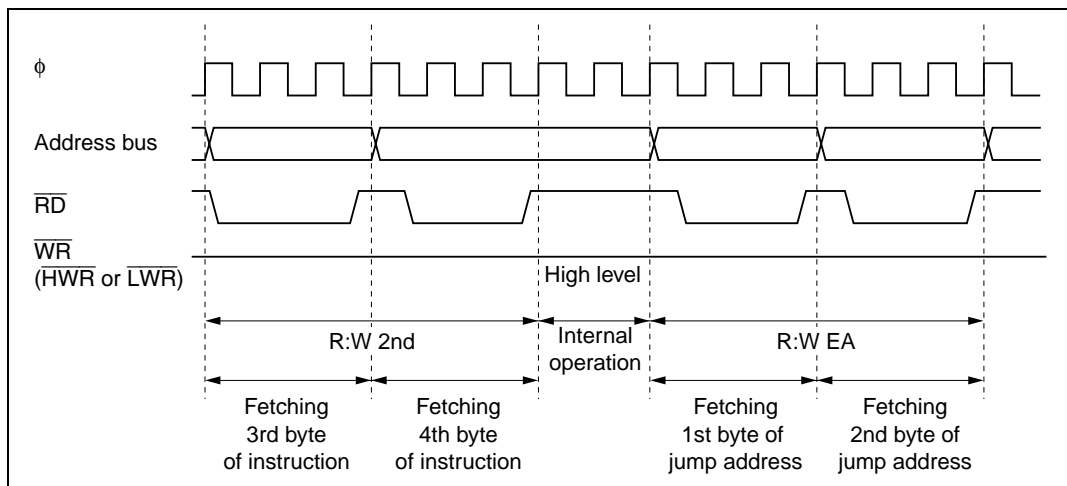 ϕ
Address bus
RD
WR
(HWR or LWR)
High level
R:W 2nd
Internal
operation
R:W EA
Fetching
3rd byte
of instruction
Fetching
4th byte
of instruction
Fetching
1st byte of
jump address
Fetching
2nd byte of
jump address